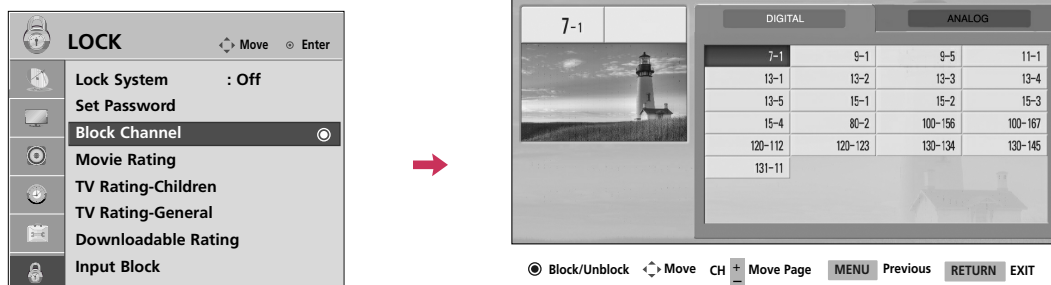 LOCK
Move Enter
Lock System : Off
Set Password
Block Channel
Movie Rating
TV Rating-Children
TV Rating-General
Downloadable Rating
Input Block
7-1
DIGITAL ANALOG
7-1 9-1 9-5 11-1
13-1 13-2 13-3 13-4
13-5 15-1 15-2 15-3
15-4 80-2 100-156 100-167
120-112 120-123 130-134 130-145
131-11
Block/Unblock Move CH + - Move Page MENU Previous RETURN EXIT